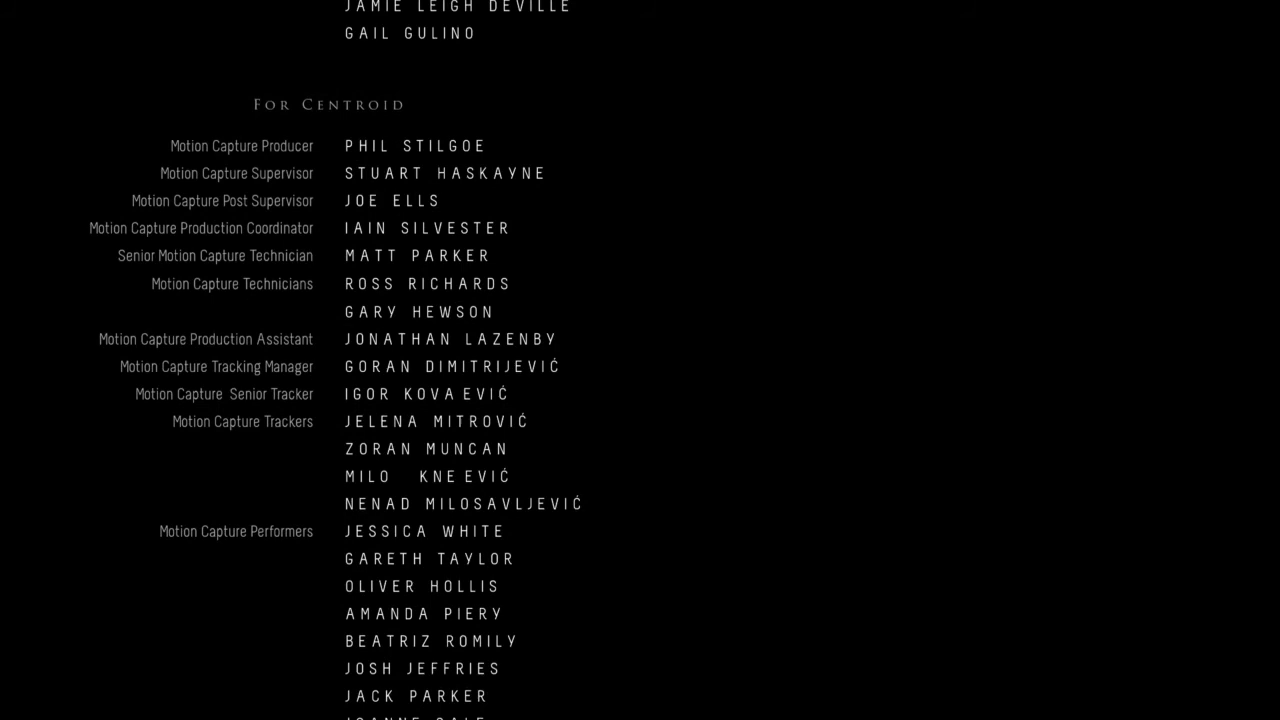 JAMIE LEIGH DEVILLE
GAIL GULINO
FOR CENTROID
Motion Capture Producer PHIL STILGOE
Motion Capture Supervisor STUART HASKAYNE
Motion Capture Post Supervisor JOE ELLS
Motion Capture Production Coordinator IAIN SILVESTER
Senior Motion Capture Technician MATT PARKER
Motion Capture Technicians ROSS RICHARDS
GARY HEWSON
Motion Capture Production Assistant JONATHAN LAZENBY
Motion Capture Tracking Manager GORAN DIMITRIJEVIĆ
Motion Capture Senior Tracker IGOR KOVA EVIĆ
Motion Capture Trackers JELENA MITROVIĆ
ZORAN MUNCAN
MILO KNE EVIĆ
NENAD MILOSAVLJEVIĆ
Motion Capture Performers JESSICA WHITE
GARETH TAYLOR
OLIVER HOLLIS
AMANDA PIERY
BEATRIZ ROMILY
JOSH JEFFRIES
JACK PARKER